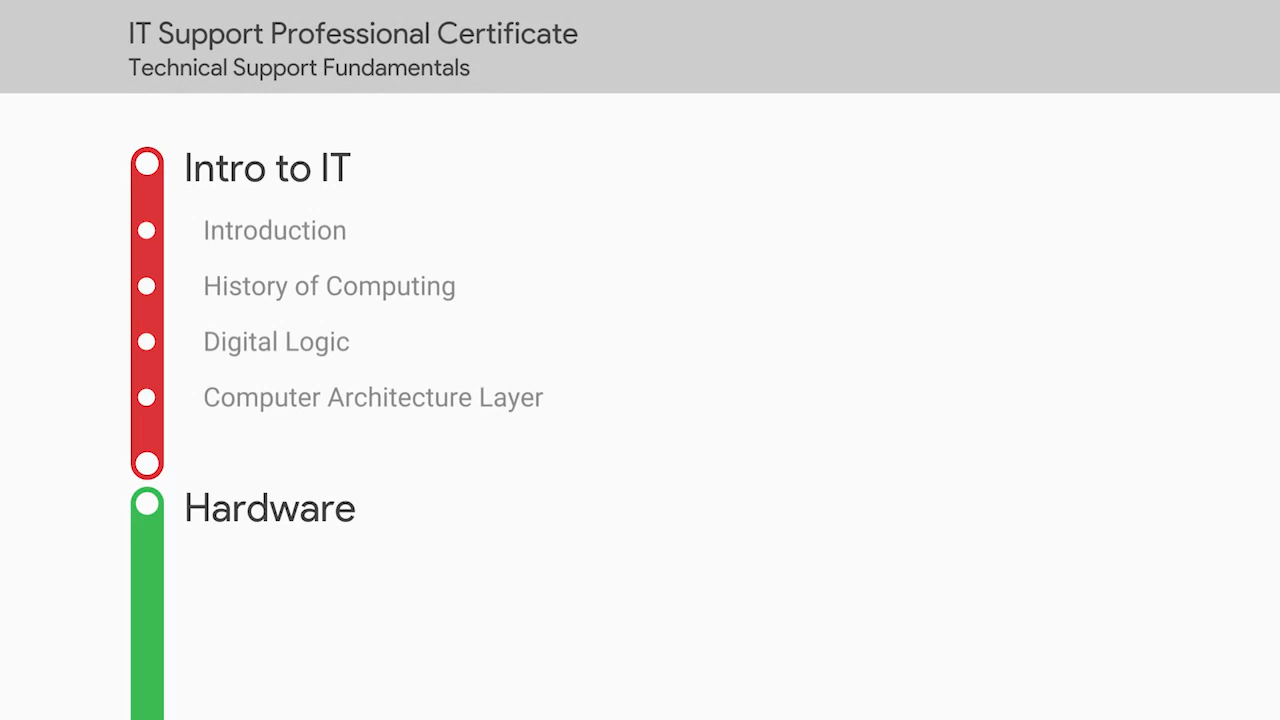 IT Support Professional Certificate
Technical Support Fundamentals
Intro to IT
Introduction
History of Computing
Digital Logic
Computer Architecture Layer
Hardware